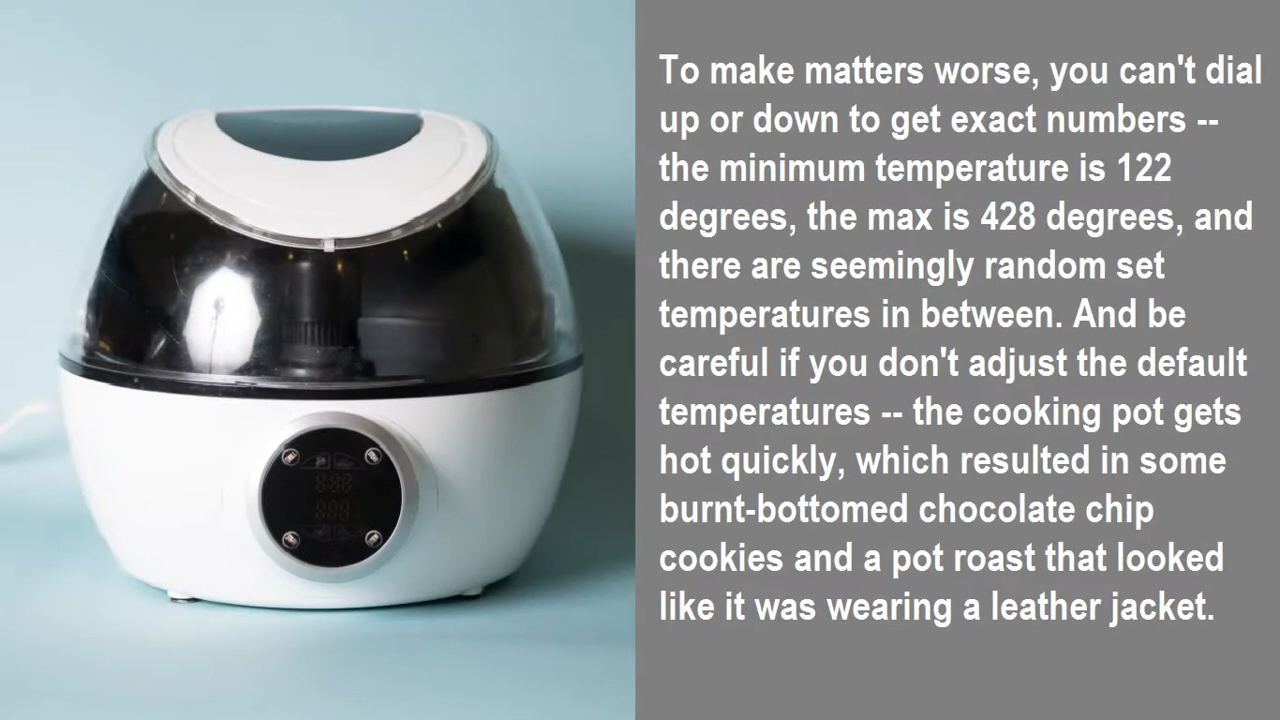 To make matters worse, you can't dial
up or down to get exact numbers --
the minimum temperature is 122
degrees, the max is 428 degrees, and
there are seemingly random set
temperatures in between. And be
careful if you don't adjust the default
temperatures -- the cooking pot gets
hot quickly, which resulted in some
burnt-bottomed chocolate chip
cookies and a pot roast that looked
like it was wearing a leather jacket.